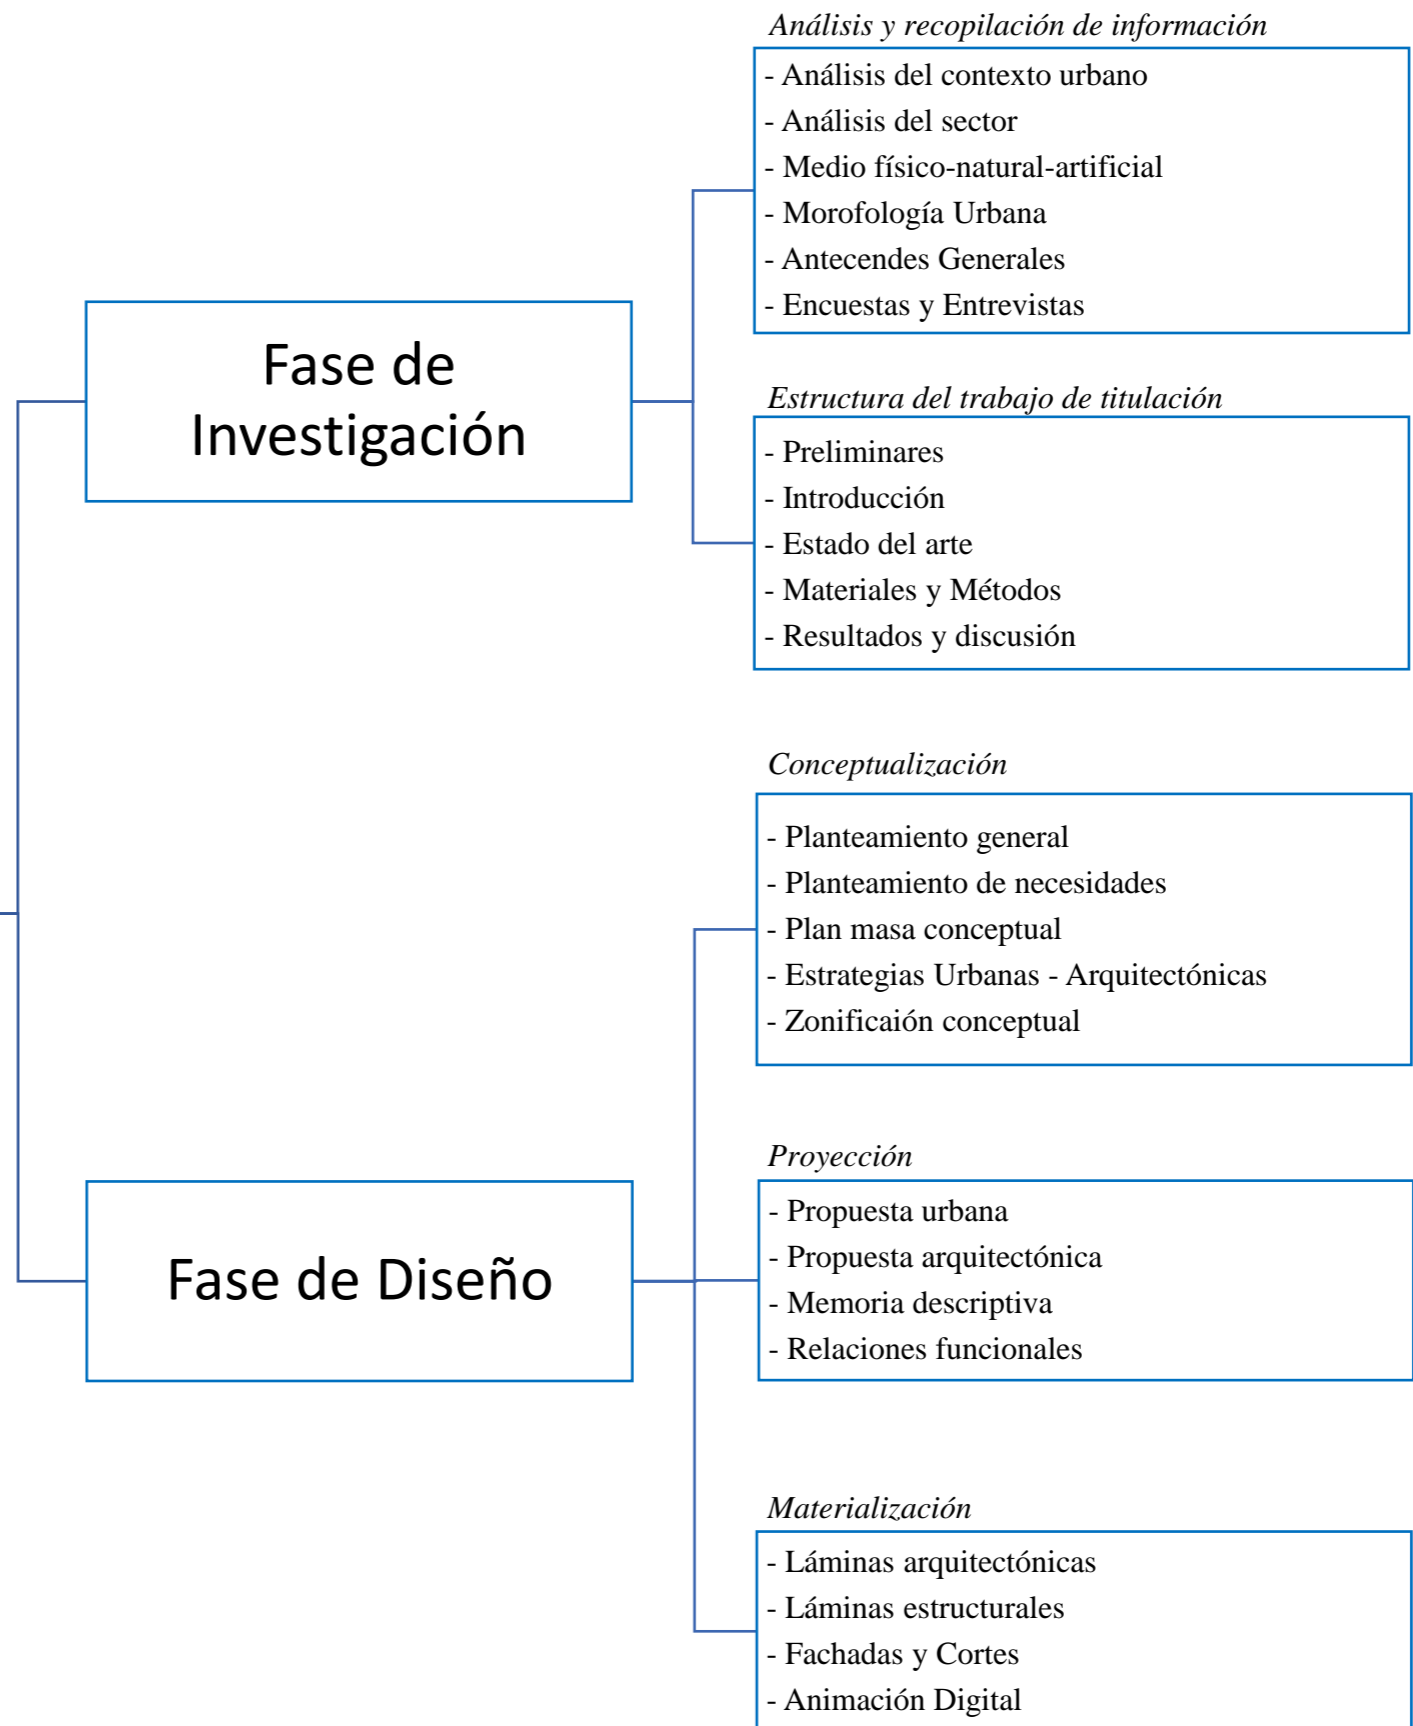 Análisis y recopilación de información
- Análisis del contexto urbano
- Análisis del sector
- Medio físico-natural-artificial
- Morofología Urbana
- Antecendes Generales
- Encuestas y Entrevistas
Fase de
Investigación
Estructura del trabajo de titulación
- Preliminares
- Introducción
- Estado del arte
- Materiales y Métodos
- Resultados y discusión
Conceptualización
- Planteamiento general
- Planteamiento de necesidades
- Plan masa conceptual
- Estrategias Urbanas - Arquitectónicas
- Zonificaión conceptual
Fase de Diseño
Proyección
- Propuesta urbana
- Propuesta arquitectónica
- Memoria descriptiva
- Relaciones funcionales
Materialización
- Láminas arquitectónicas
- Láminas estructurales
- Fachadas y Cortes
- Animación Digital